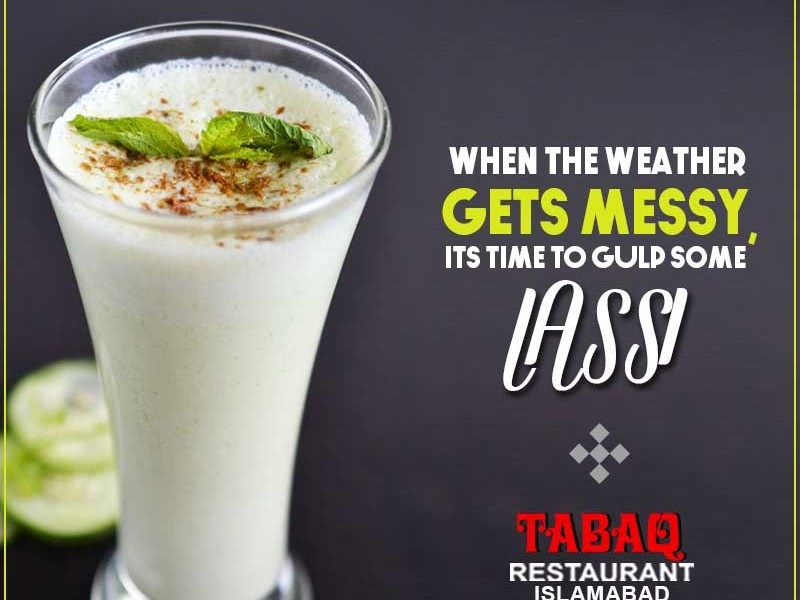 WHEN THE WEATHER
GETS MESSY,
ITS TIME TO GULP SOME
LASSI
TABAQ
RESTAURANT
ISLAMABAD